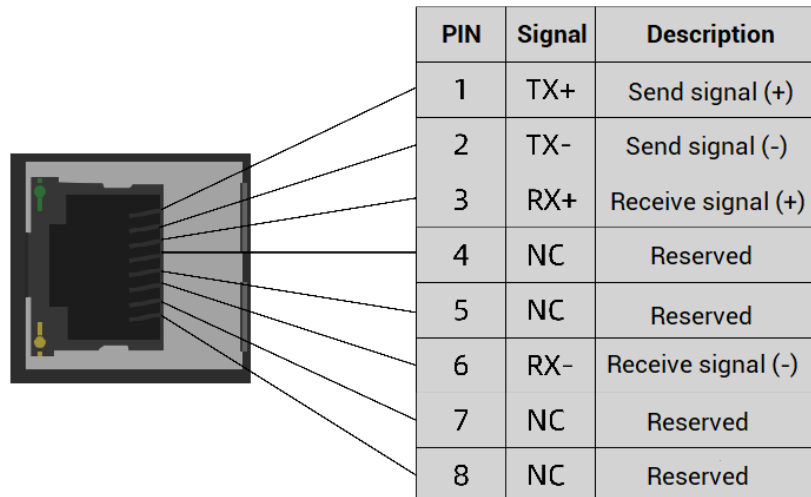 PIN Signal Description
1 TX+ Send signal (+)
2 TX- Send signal (-)
3 RX+ Receive signal (+)
4 NC Reserved
5 NC Reserved
6 RX- Receive signal (-)
7 NC Reserved
8 NC Reserved